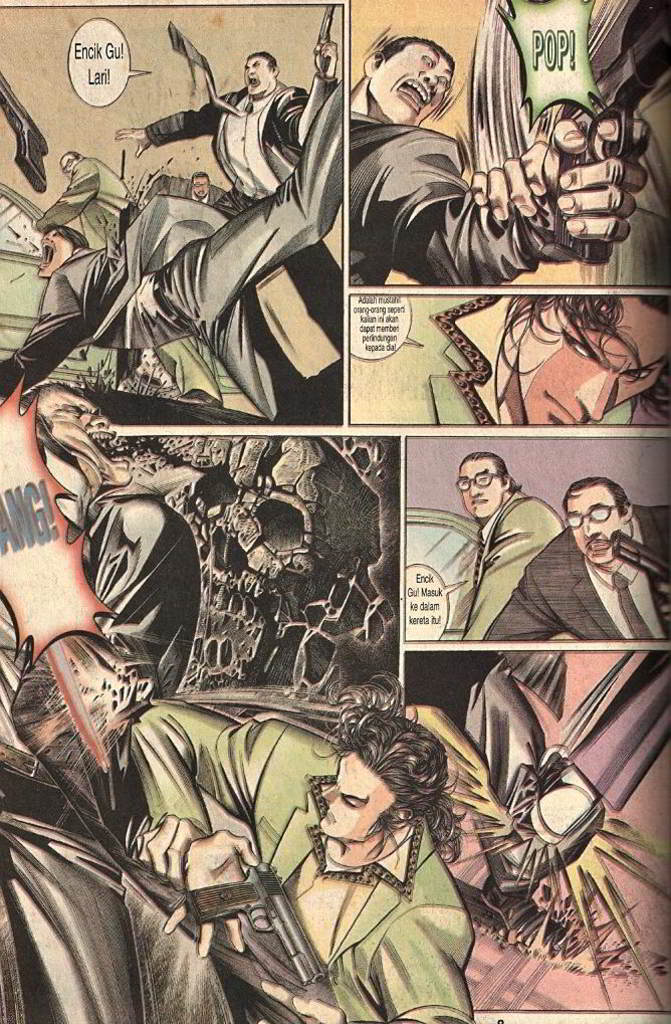 Encik Gu!
Lari!
POP!
Adalah mustahil
orang-orang seperti
kalian ini akan
dapat memberi
perlindungan
kepada dia!
ANG!
Encik
Gu! Masuk
ke dalam
kereta itu!